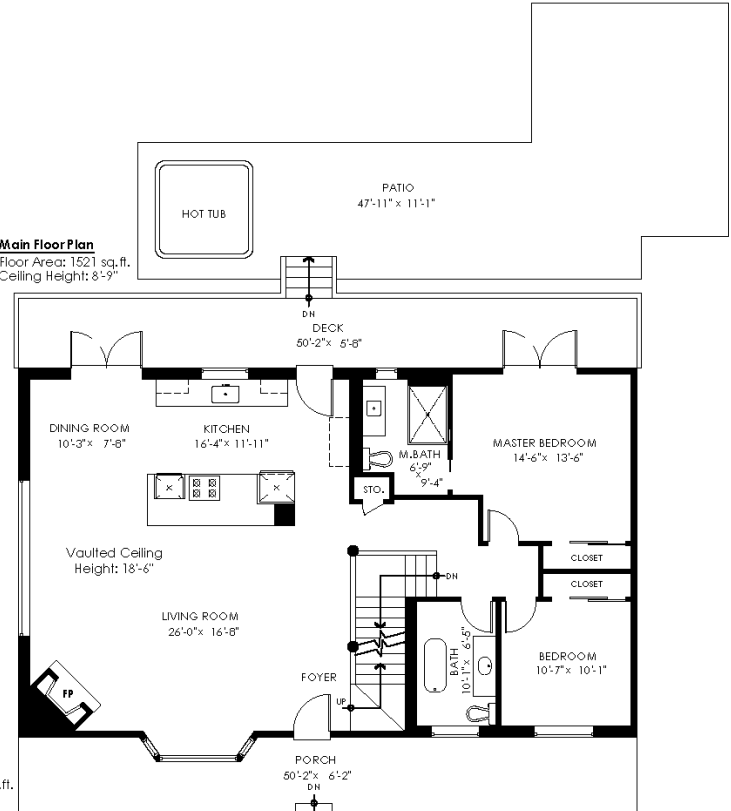 PATIO
47'-11" x 11'-1"
HOT TUB
Main Floor Plan
Floor Area: 1521 sq.ft.
Ceiling Height: 8'-9"
DN
DECK
50'-2" x 5'-8"
DINING ROOM
10'-3" x 7'-8"
KITCHEN
16'-4" x 11'-11"
M.BATH
6'-9"
x
9'-4"
MASTER BEDROOM
14'-6" x 13'-6"
STO.
Vaulted Ceiling
Height: 18'-6"
CLOSET
CLOSET
DN
LIVING ROOM
26'-0" x 16'-8"
BATH
10'-1" x 6'-5"
BEDROOM
10'-7" x 10'-1"
FP
FOYER
UP
PORCH
50'-2" x 6'-2"
DN
.ft.